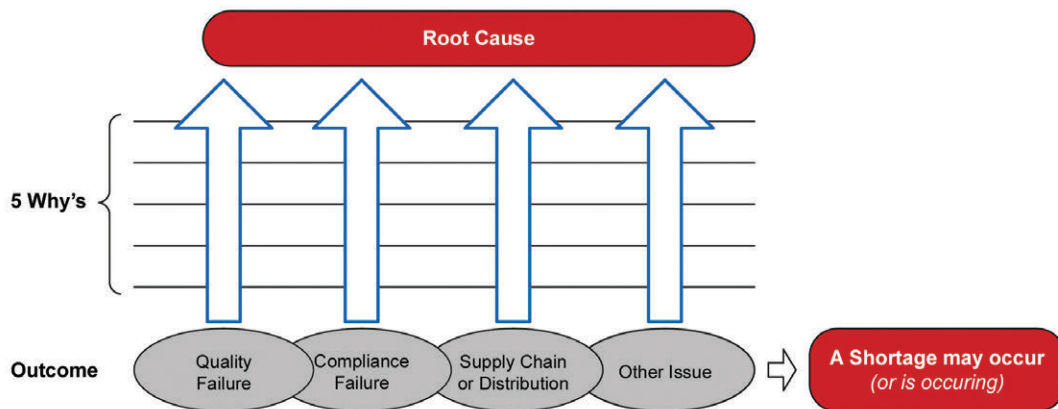 Root Cause
5 Why's
Outcome
Quality
Failure
Compliance
Failure
Supply Chain
or Distribution
Other Issue
A Shortage may occur
(or is occuring)